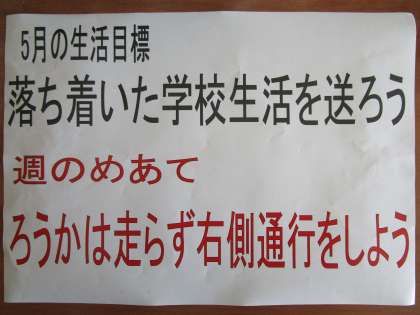 5月の生活目標
落ち着いた学校生活を送ろう
週のめあて
ろうかは走らず右側通行をしよう